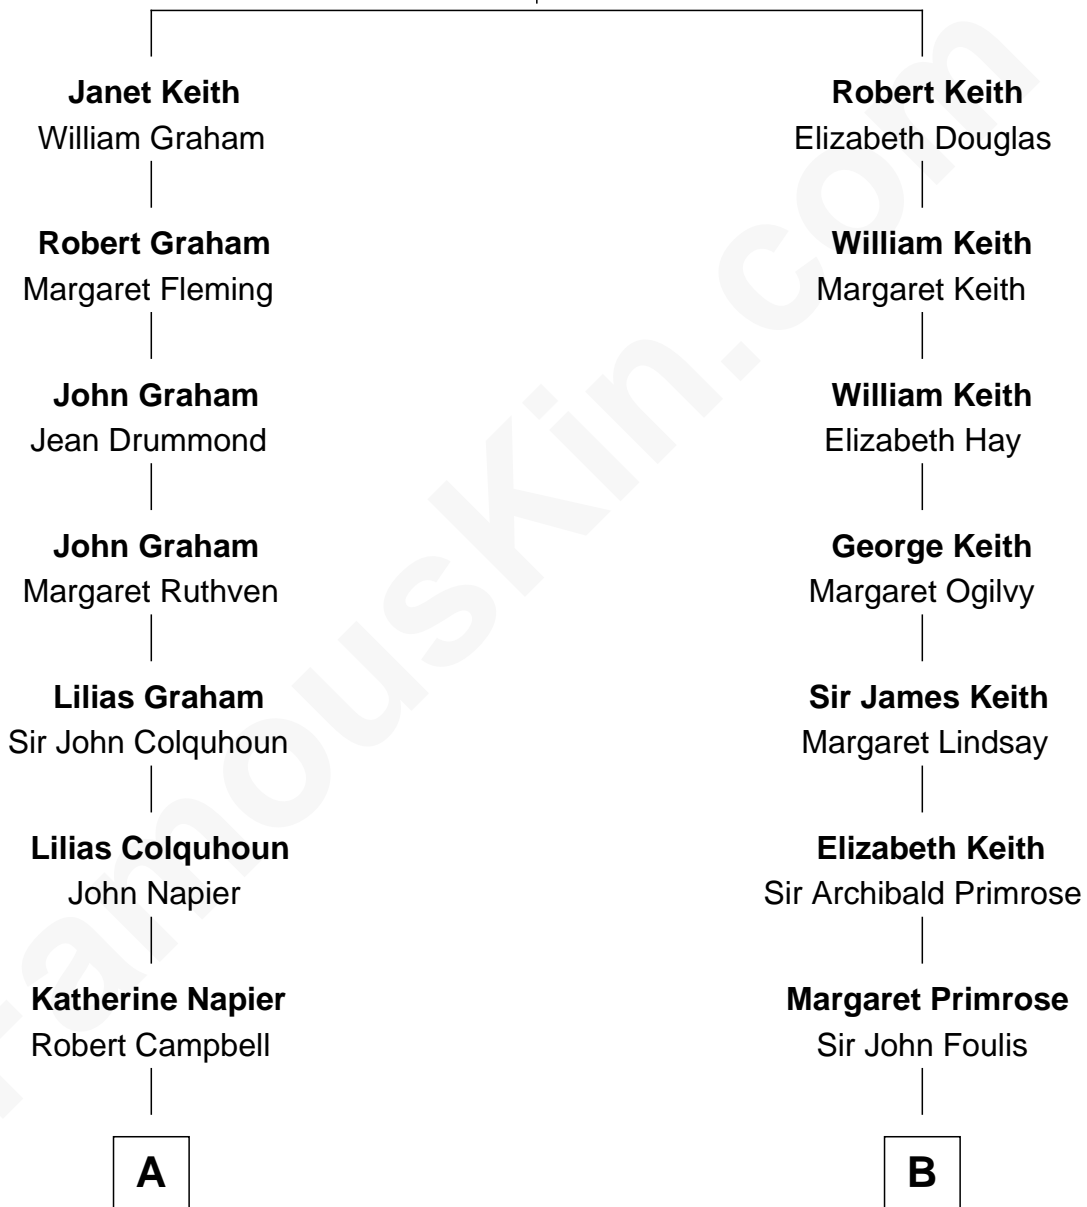 Janet Keith
William Graham
Robert Graham
Margaret Fleming
John Graham
Jean Drummond
John Graham
Margaret Ruthven
Lilias Graham
Sir John Colquhoun
Lilias Colquhoun
John Napier
Katherine Napier
Robert Campbell
A
Robert Keith
Elizabeth Douglas
William Keith
Margaret Keith
William Keith
Elizabeth Hay
George Keith
Margaret Ogilvy
Sir James Keith
Margaret Lindsay
Elizabeth Keith
Sir Archibald Primrose
Margaret Primrose
Sir John Foulis
B
FamousKin.com